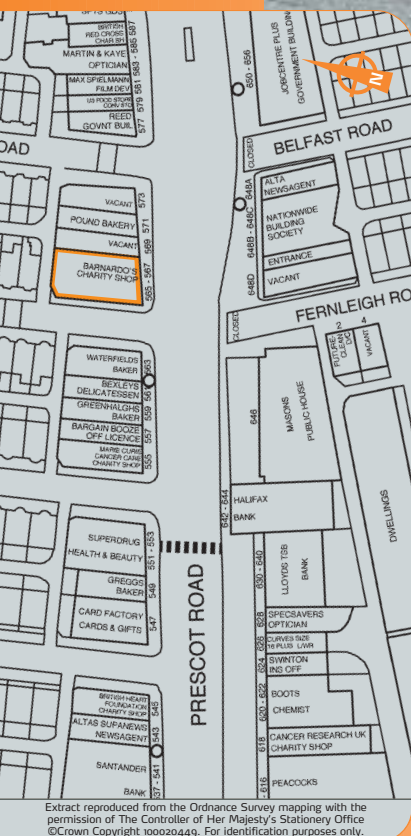 BRITISH
RED CROSS
CHAR SH
MARTIN & KAYE
OPTICIAN
583 - 585 587
MAX SPIELMANN
FILM DEV
581
US FOOD STORE
CONV STO
579
REED
GOVNT BUIL
577
OAD
VACANT
573
POUND BAKERY
571
VACANT
569
BARNARDO'S
CHARITY SHOP
565 - 567
WATERFIELDS
BAKER
563
BEXLEYS
DELICATESSEN
561
GREENHALGHS
BAKER
559
BARGAIN BOOZE
OFF LICENCE
557
MARIE CURIE
CANCER CARE
CHARITY SHOP
555
SUPERDRUG
HEALTH & BEAUTY
551 - 553
GREGGS
BAKER
549
CARD FACTORY
CARDS & GIFTS
547
BRITISH HEART
FOUNDATION
CHARITY SHOP
545
ALTAS SUPANEWS
NEWSAGENT
543
SANTANDER
BANK
37 - 541
PRESCOT ROAD
650 - 656
JOBCENTRE PLUS
GOVERNMENT BUILDING
N
CLOSED
BELFAST ROAD
648A
ALTA
NEWSAGENT
648B - 648C
NATIONWIDE
BUILDING
SOCIETY
ENTRANCE
648D
VACANT
CLOSED
FERNLEIGH RO
2
4
FUTURE-
CLEAN
D/C
VACANT
646
MASONS
PUBLIC HOUSE
642 - 644
HALIFAX
BANK
DWELLINGS
630 - 640
LLOYDS TSB
BANK
628
SPECSAVERS
OPTICIAN
626
CURVES SIZE
16 PLUS L/WR
624
SWINTON
INS OFF
620 - 622
BOOTS
CHEMIST
618
CANCER RESEARCH UK
CHARITY SHOP
- 616
PEACOCKS
Extract reproduced from the Ordnance Survey mapping with the
permission of The Controller of Her Majesty's Stationery Office
©Crown Copyright 100020449. For identification purposes only.